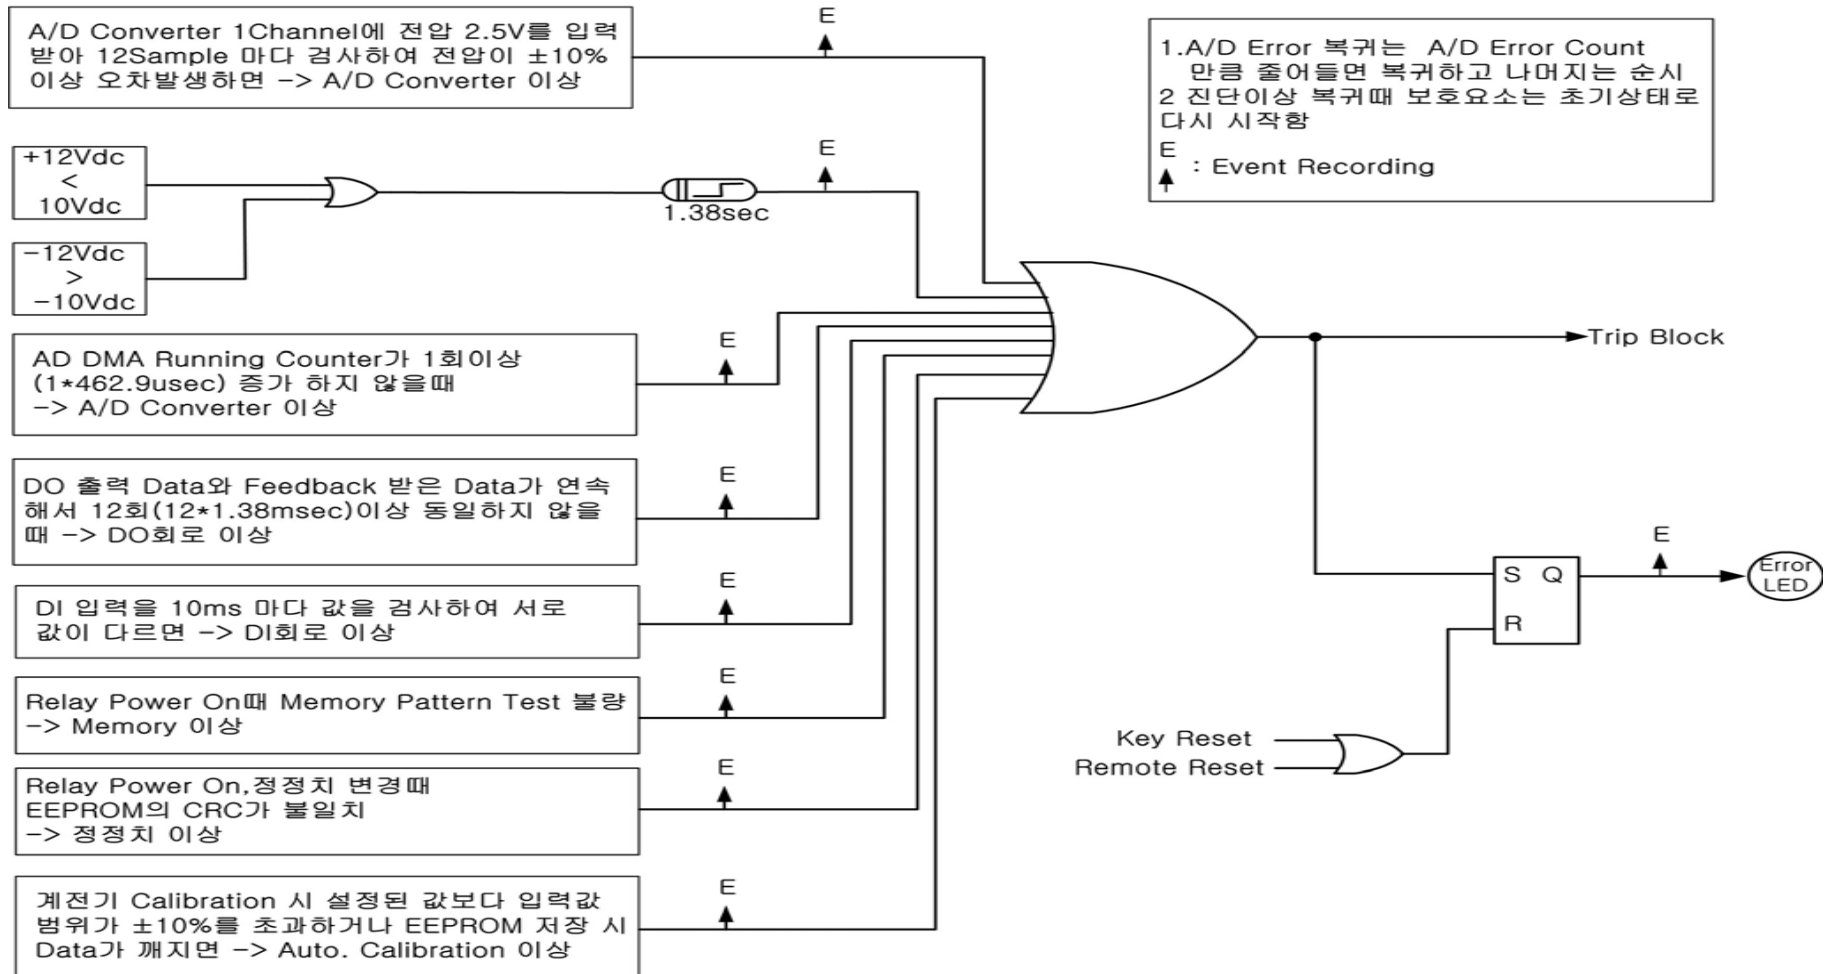 A/D Converter 1Channel에 전압 2.5V를 입력
받아 12Sample 마다 검사하여 전압이 ±10%
이상 오차발생하면 -> A/D Converter 이상
E
1.A/D Error 복귀는 A/D Error Count
만큼 줄어들면 복귀하고 나머지는 순시
2 진단이상 복귀때 보호요소는 초기상태로
다시 시작함
E
: Event Recording
+12Vdc
<
10Vdc
1.38sec
E
-12Vdc
>
-10Vdc
AD DMA Running Counter가 1회이상
(1*462.9usec) 증가 하지 않을때
-> A/D Converter 이상
E
Trip Block
DO 출력 Data와 Feedback 받은 Data가 연속
해서 12회(12*1.38msec)이상 동일하지 않을
때 -> DO회로 이상
E
DI 입력을 10ms 마다 값을 검사하여 서로
값이 다르면 -> DI회로 이상
E
S Q
R
E
Error
LED
Relay Power On때 Memory Pattern Test 불량
-> Memory 이상
E
Key Reset
Remote Reset
Relay Power On,정정치 변경때
EEPROM의 CRC가 불일치
-> 정정치 이상
E
계전기 Calibration 시 설정된 값보다 입력값
범위가 ±10%를 초과하거나 EEPROM 저장 시
Data가 깨지면 -> Auto. Calibration 이상
E